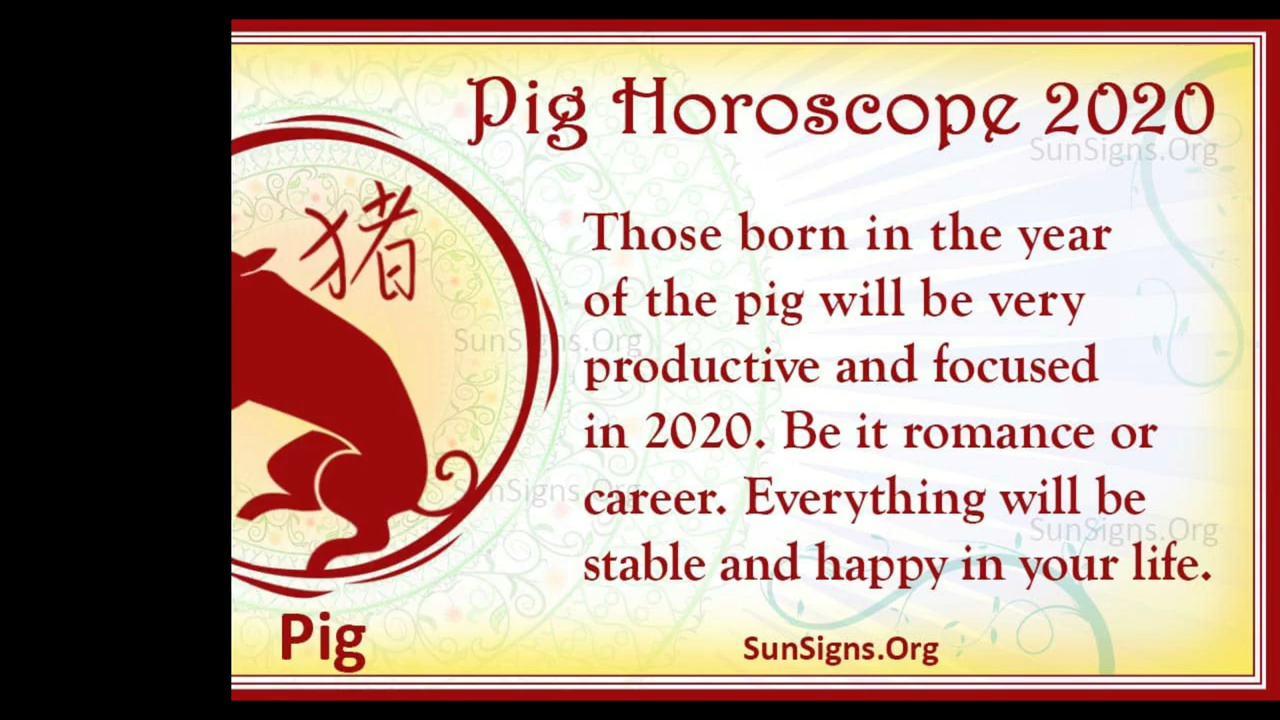 Pig Horoscope 2020
SunSigns.Org
猪
Those born in the year
of the pig will be very
SunSigns.Org
productive and focused
in 2020. Be it romance or
SunSigns.Org
career. Everything will be
SunSigns.Org
stable and happy in your life.
Pig
SunSigns.Org